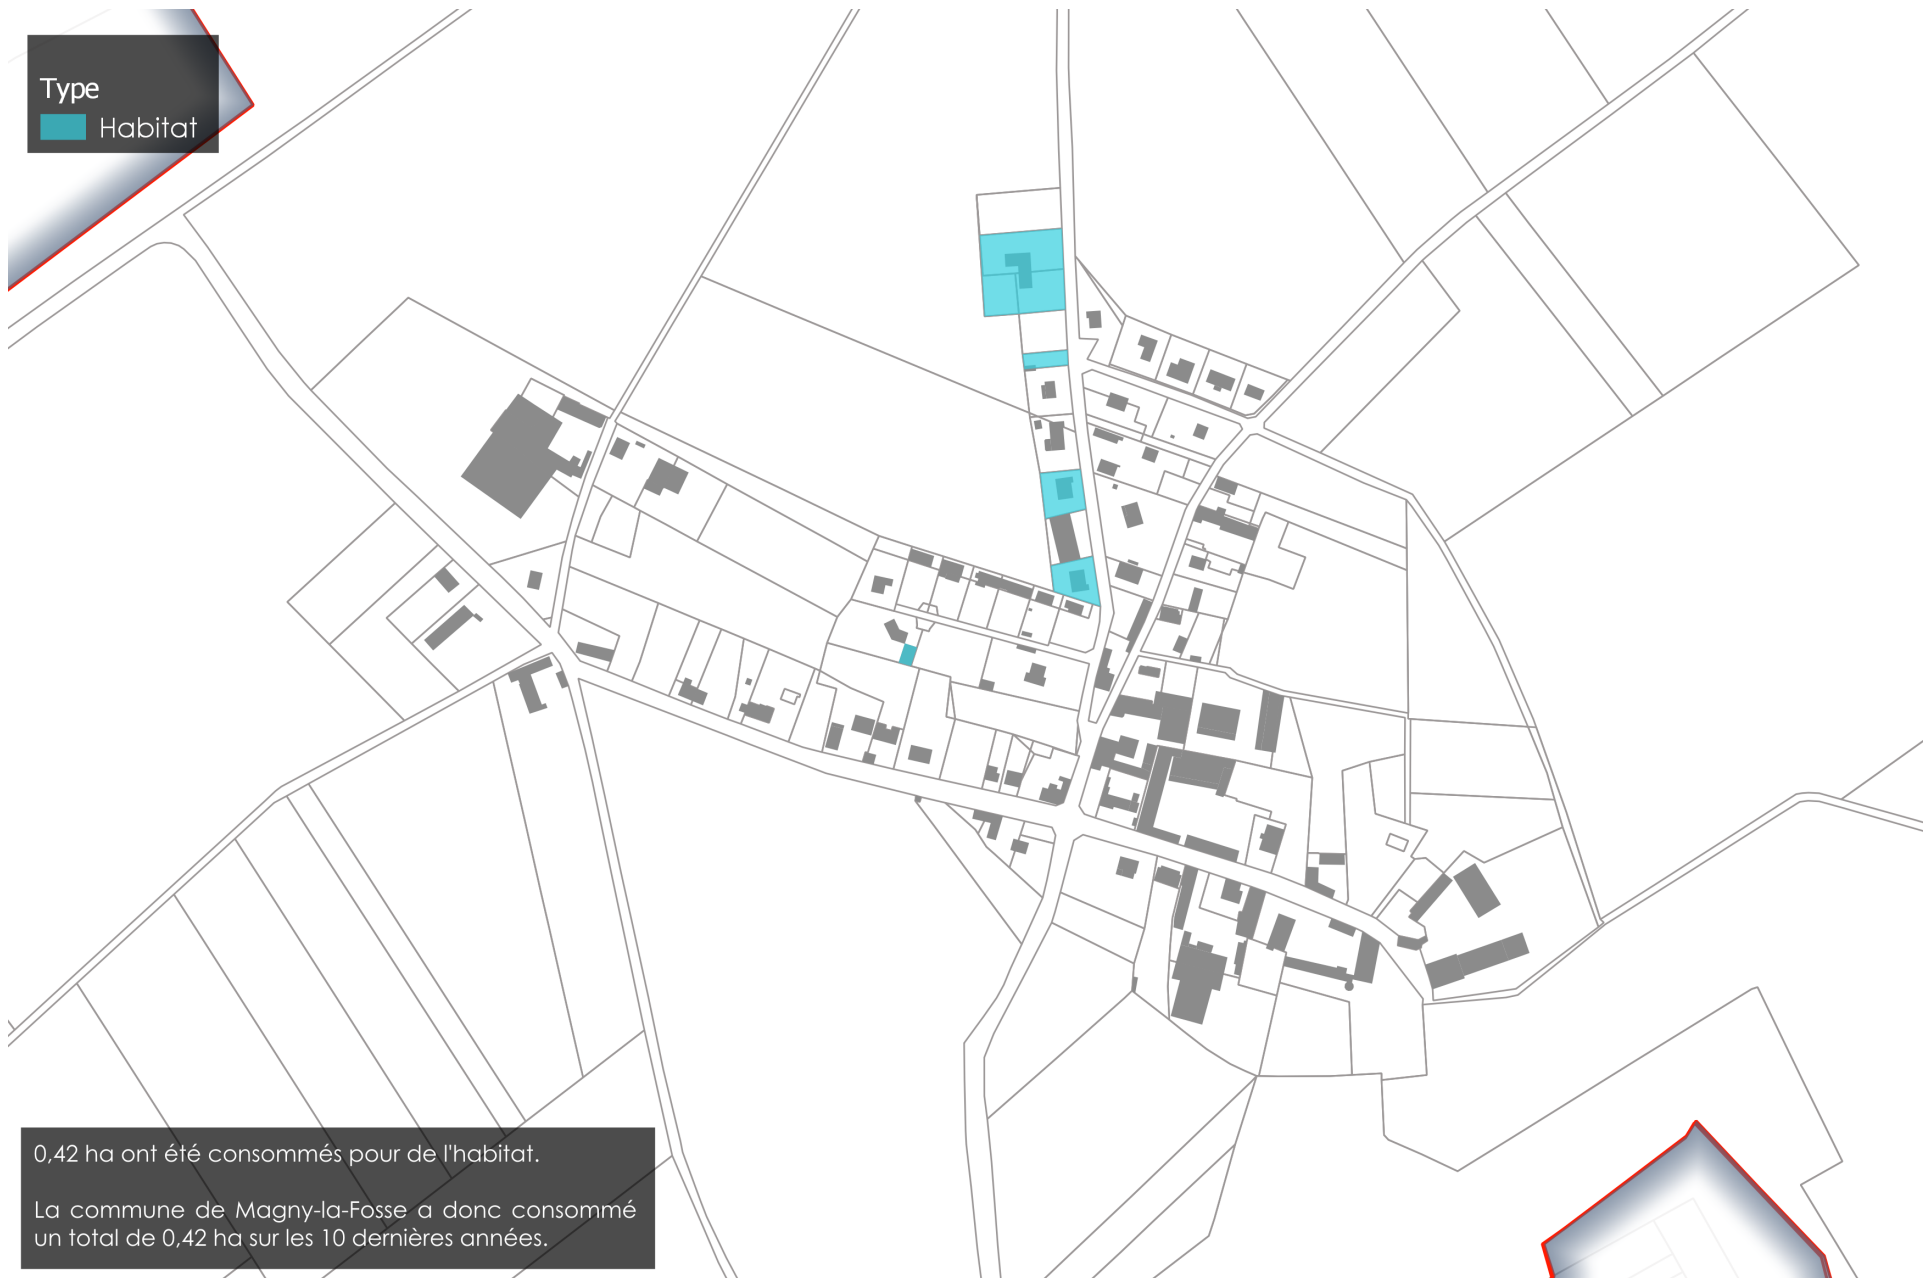 Type
Habitat
0,42 ha ont été consommés pour de l'habitat.
La commune de Magny-la-Fosse a donc consommé
un total de 0,42 ha sur les 10 dernières années.